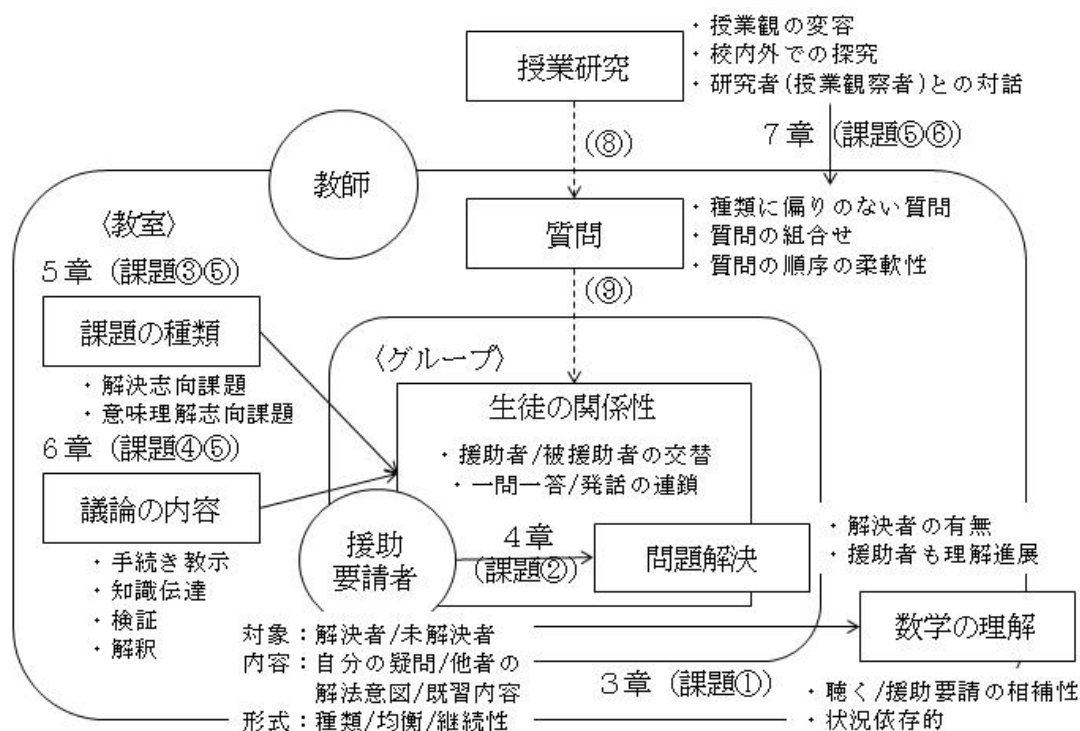 授業研究
・授業観の変容
・校内外での探究
・研究者(授業観察者)との対話
(⑧)
7章 (課題⑤⑥)
教師
〈教室〉
質問
・種類に偏りのない質問
・質問の組合せ
・質問の順序の柔軟性
(⑨)
5章 (課題③⑤)
課題の種類
・解決志向課題
・意味理解志向課題
6章 (課題④⑤)
議論の内容
・手続き教示
・知識伝達
・検証
・解釈
〈グループ〉
生徒の関係性
・援助者/被援助者の交替
・一問一答/発話の連鎖
援助
要請者
4章
(課題②)
問題解決
・解決者の有無
・援助者も理解進展
対象：解決者/未解決者
内容：自分の疑問/他者の
解法意図/既習内容
形式：種類/均衡/継続性
3章 (課題①)
数学の理解
・聴く/援助要請の相補性
・状況依存的